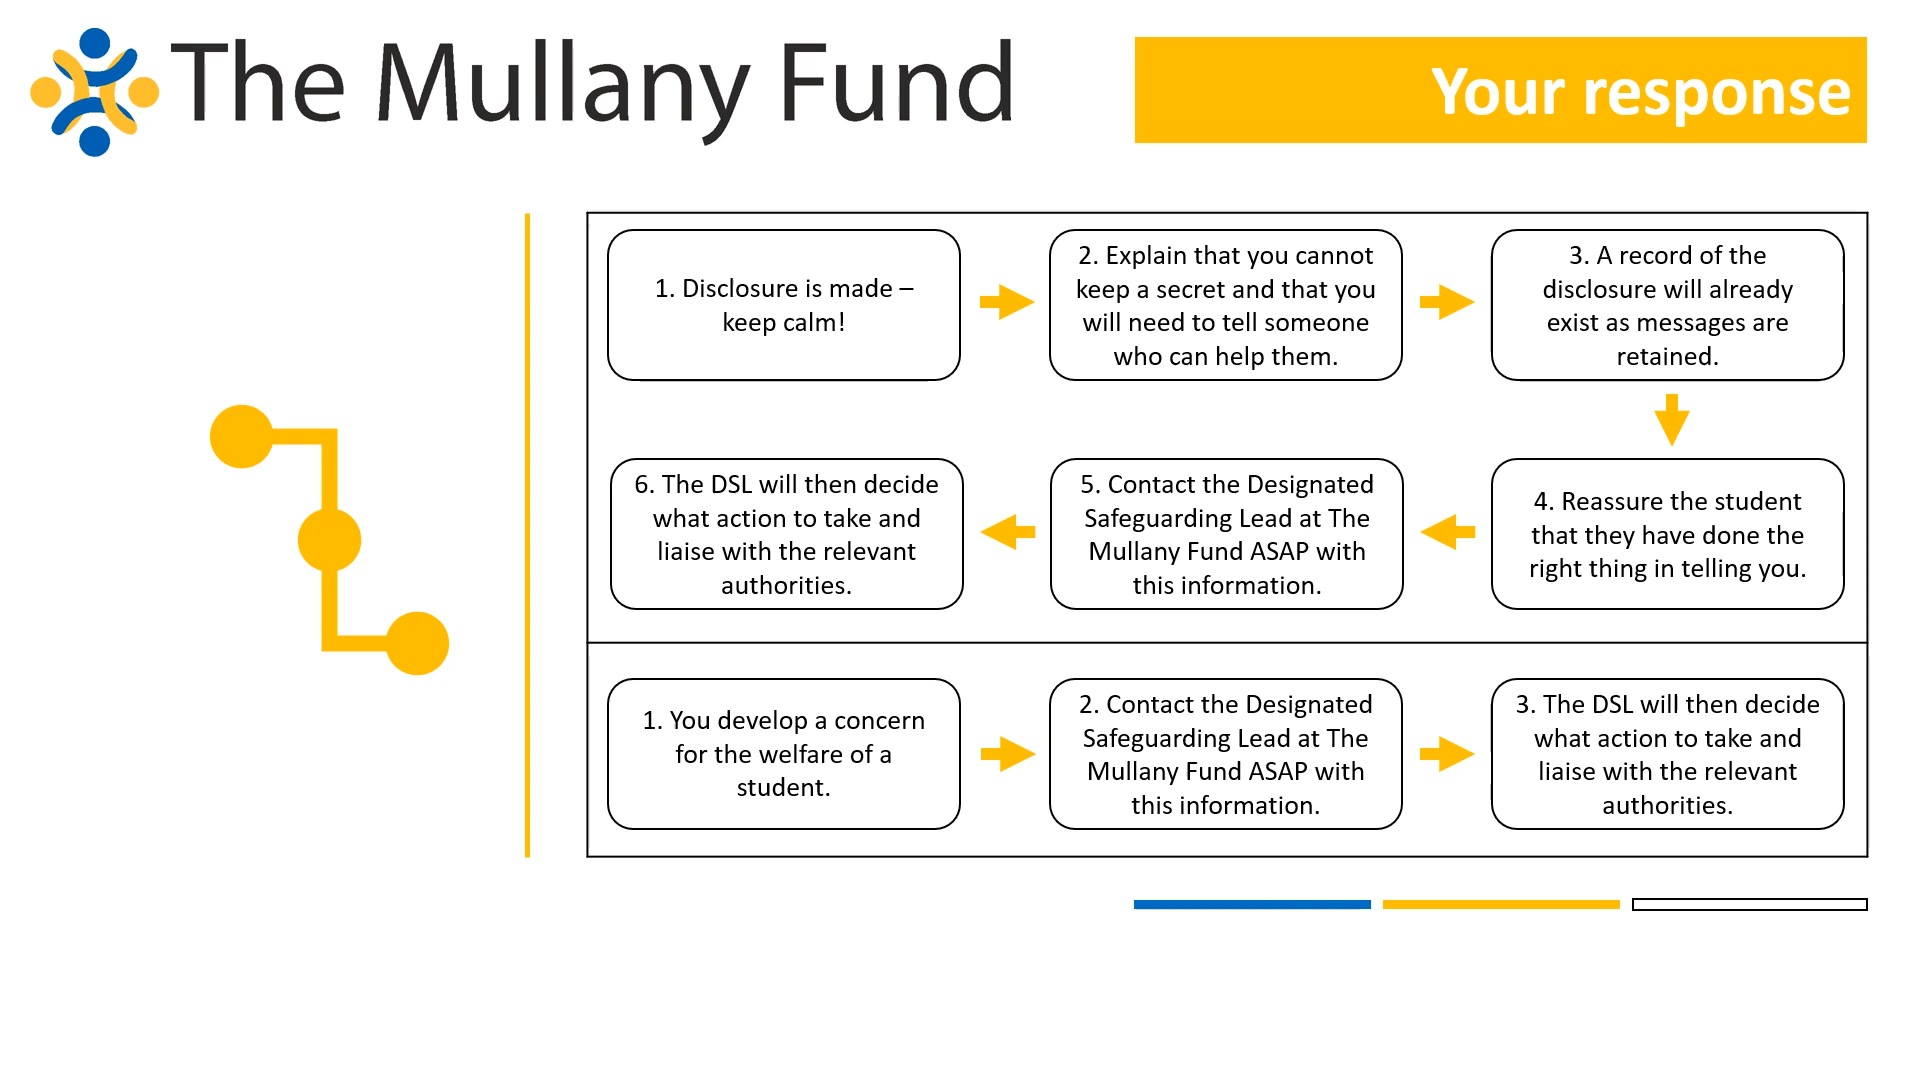 The Mullany Fund
Your response
1. Disclosure is made –
keep calm!
2. Explain that you cannot
keep a secret and that you
will need to tell someone
who can help them.
3. A record of the
disclosure will already
exist as messages are
retained.
4. Reassure the student
that they have done the
right thing in telling you.
5. Contact the Designated
Safeguarding Lead at The
Mullany Fund ASAP with
this information.
6. The DSL will then decide
what action to take and
liaise with the relevant
authorities.
1. You develop a concern
for the welfare of a
student.
2. Contact the Designated
Safeguarding Lead at The
Mullany Fund ASAP with
this information.
3. The DSL will then decide
what action to take and
liaise with the relevant
authorities.